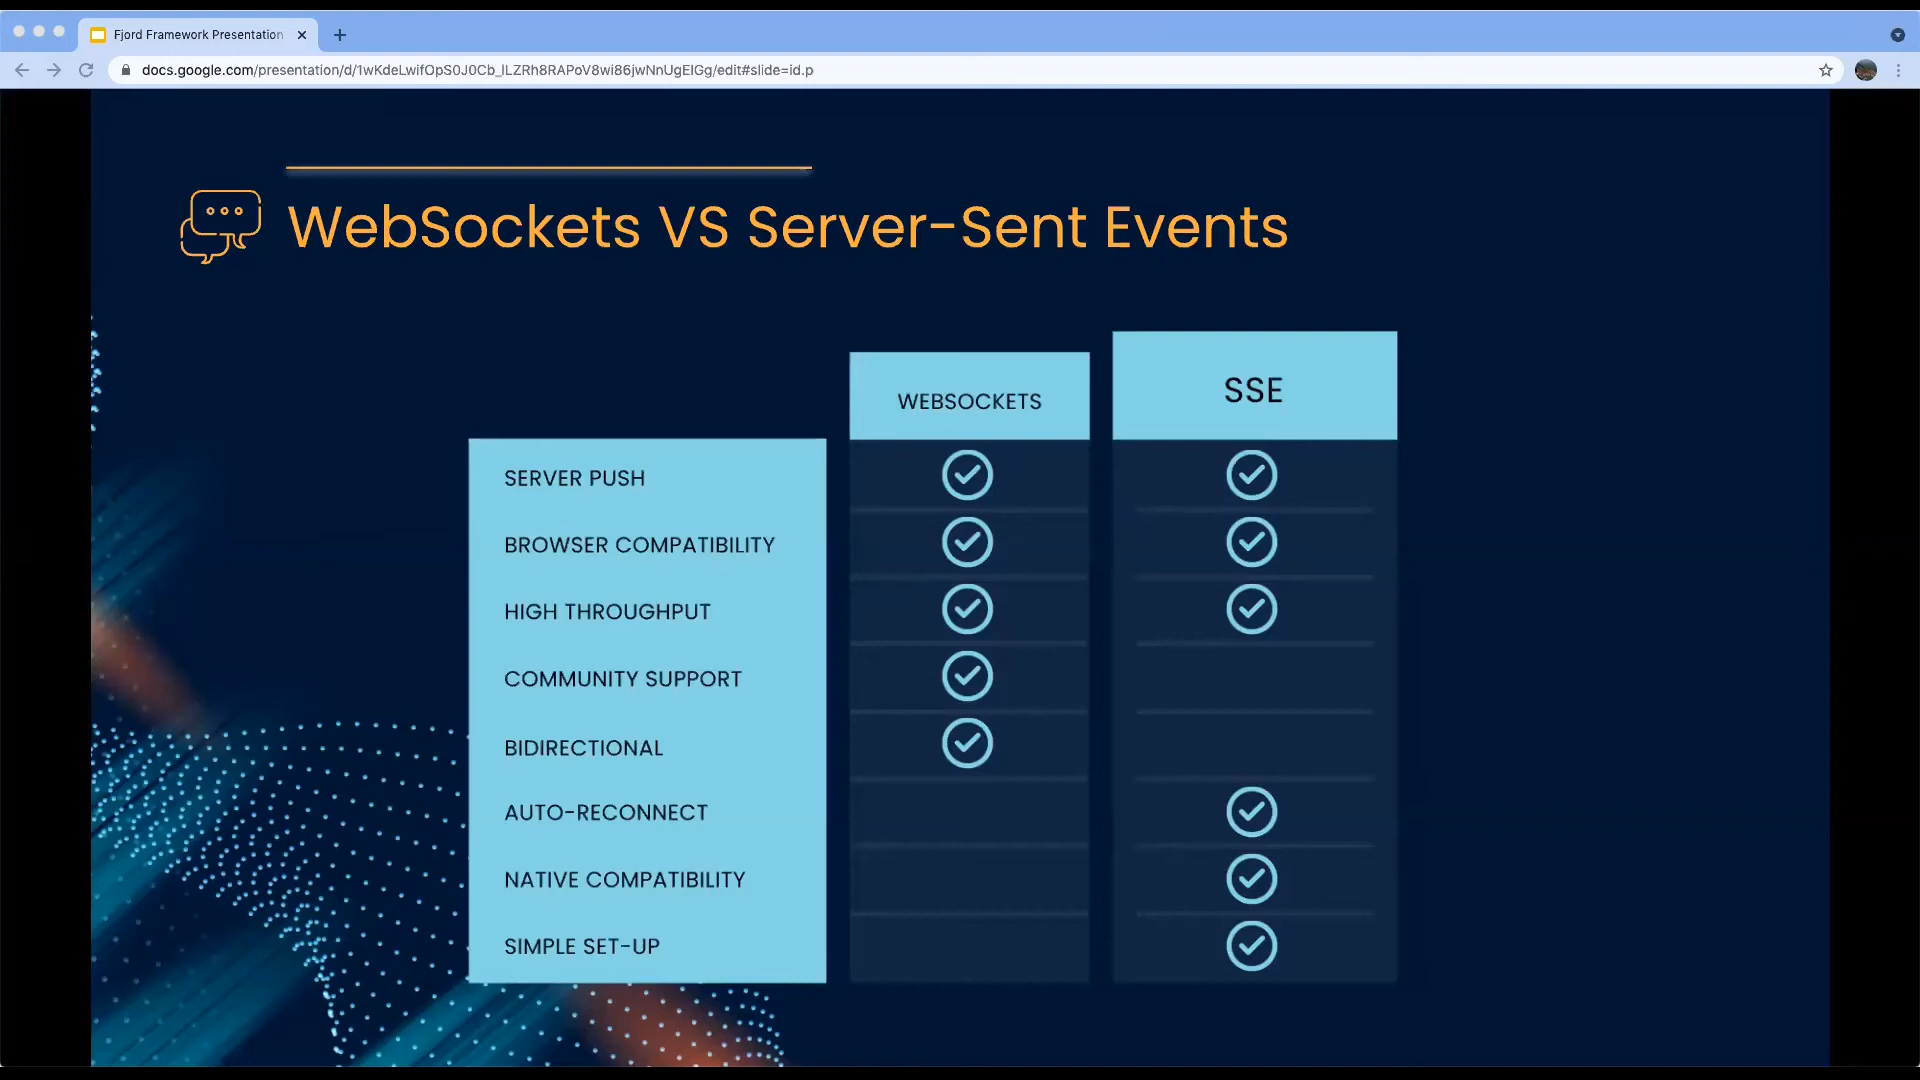 Fjord Framework Presentation
docs.google.com/presentation/d/1wKdeLwifOpS0J0Cb_ILZRh8RAPoV8wi86jwNnUgEIGg/edit#slide=id.p
WebSockets VS Server-Sent Events
WEBSOCKETS
SSE
SERVER PUSH
BROWSER COMPATIBILITY
HIGH THROUGHPUT
COMMUNITY SUPPORT
BIDIRECTIONAL
AUTO-RECONNECT
NATIVE COMPATIBILITY
SIMPLE SET-UP